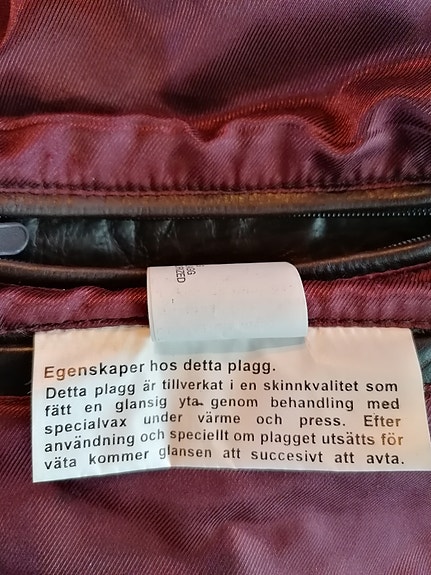 Egenskaper hos detta plagg.
Detta plagg är tillverkat i en skinnkvalitet som
fått en glansig yta genom behandling med
specialvax under värme och press. Efter
användning och speciellt om plagget utsätts för
väta kommer glansen att succesivt att avta.